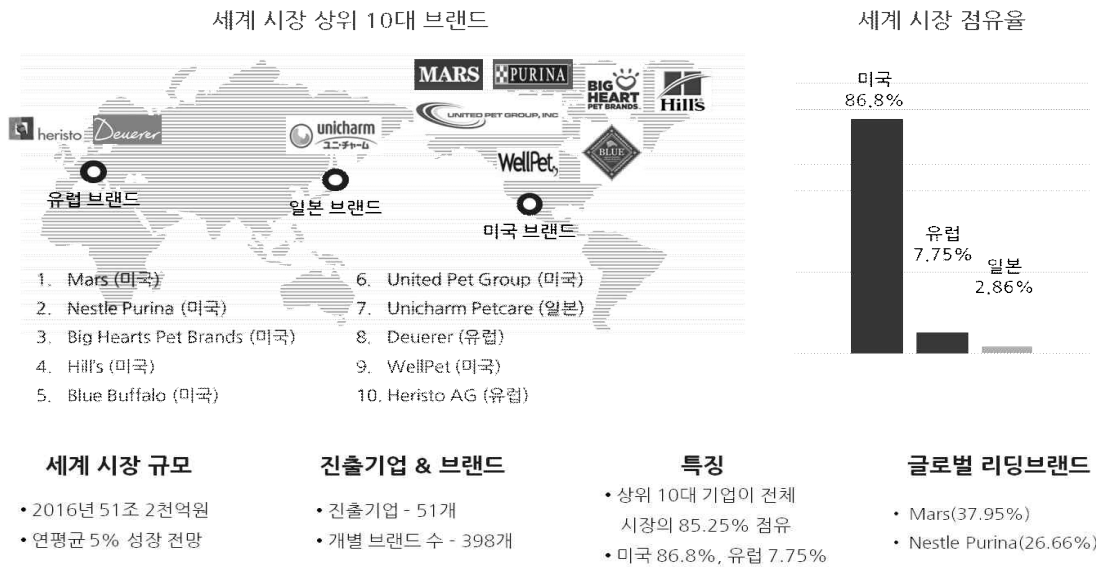 세계 시장 상위 10대 브랜드
세계 시장 점유율
MARS
PURINA
BIG
HEART
PET BRANDS
Hill's
UNITED PET GROUP, INC
heristo
Deuerer
unicharm
ユニ・チャーム
WellPet
BLUE
유럽 브랜드
일본 브랜드
미국 브랜드
1. Mars (미국)
2. Nestle Purina (미국)
3. Big Hearts Pet Brands (미국)
4. Hill's (미국)
5. Blue Buffalo (미국)
6. United Pet Group (미국)
7. Unicharm Petcare (일본)
8. Deuerer (유럽)
9. WellPet (미국)
10. Heristo AG (유럽)
미국
86.8%
유럽
7.75%
일본
2.86%
세계 시장 규모
• 2016년 51조 2천억원
• 연평균 5% 성장 전망
진출기업 & 브랜드
• 진출기업 - 51개
• 개별 브랜드 수 - 398개
특징
• 상위 10대 기업이 전체
시장의 85.25% 점유
• 미국 86.8%, 유럽 7.75%
글로벌 리딩브랜드
• Mars(37.95%)
• Nestle Purina(26.66%)